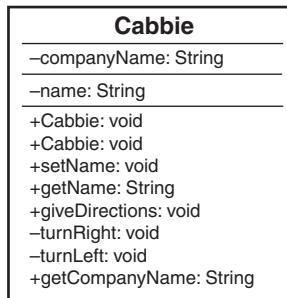 Cabbie
–companyName: String
–name: String
+Cabbie: void
+Cabbie: void
+setName: void
+getName: String
+giveDirections: void
–turnRight: void
–turnLeft: void
+getCompanyName: String